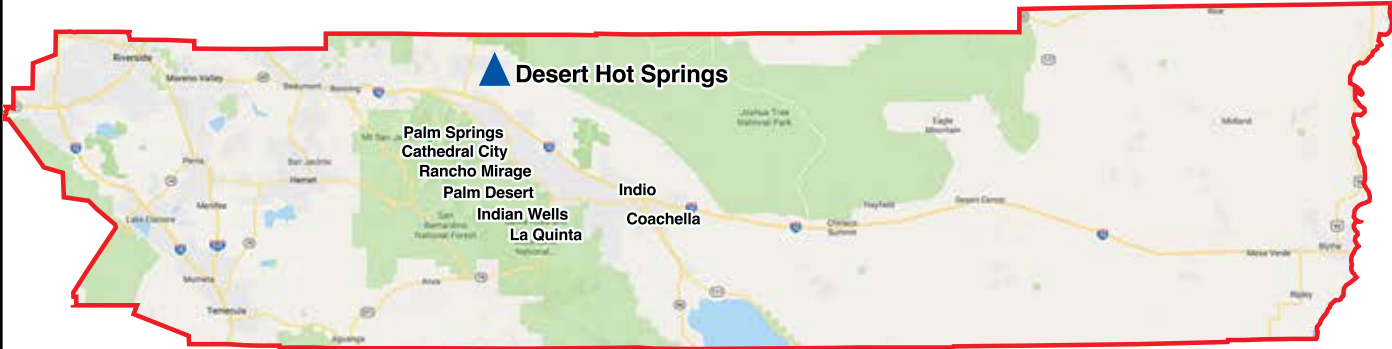 Rice
Riverside
Moreno Valley
Beaumont
Banning
Desert Hot Springs
Joshua Tree
National Park
Eagle
Mountain
Midland
Palm Springs
Cathedral City
Rancho Mirage
Palm Desert
Indian Wells
La Quinta
Indio
Coachella
Perris
San Jacinto
Hemet
Menifee
Lake Elsinore
San
Bernardino
National Forest
National...
Hayfield
Desert Center
Chiriaco
Summit
Mesa Verde
Blythe
Ripley
Murrieta
Temecula
Anza
Aguanga